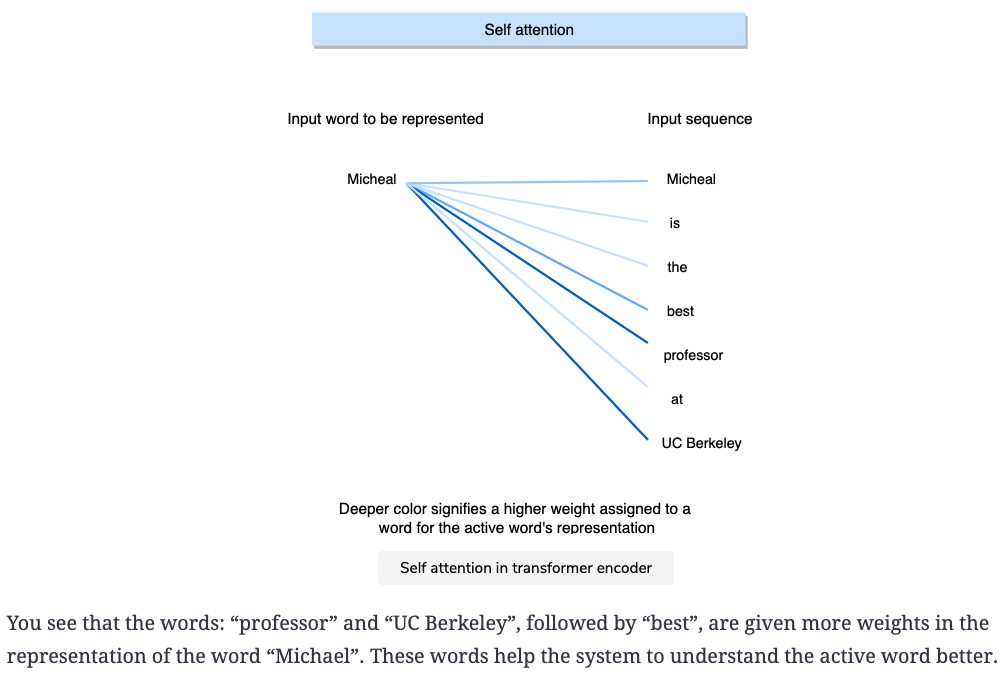 Self attention
Input word to be represented Input sequence
Micheal Micheal
is
the
best
professor
at
UC Berkeley
Deeper color signifies a higher weight assigned to a
word for the active word's representation
Self attention in transformer encoder
You see that the words: “professor” and “UC Berkeley”, followed by “best”, are given more weights in the
representation of the word “Michael”. These words help the system to understand the active word better.